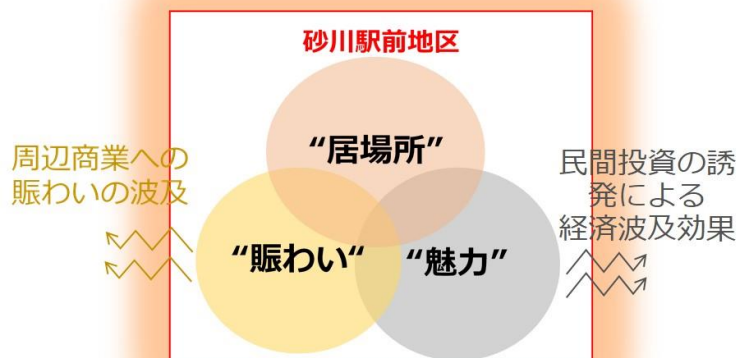 砂川駅前地区
“居場所”
周辺商業への
賑わいの波及
民間投資の誘
発による
経済波及効果
“賑わい“
“魅力”